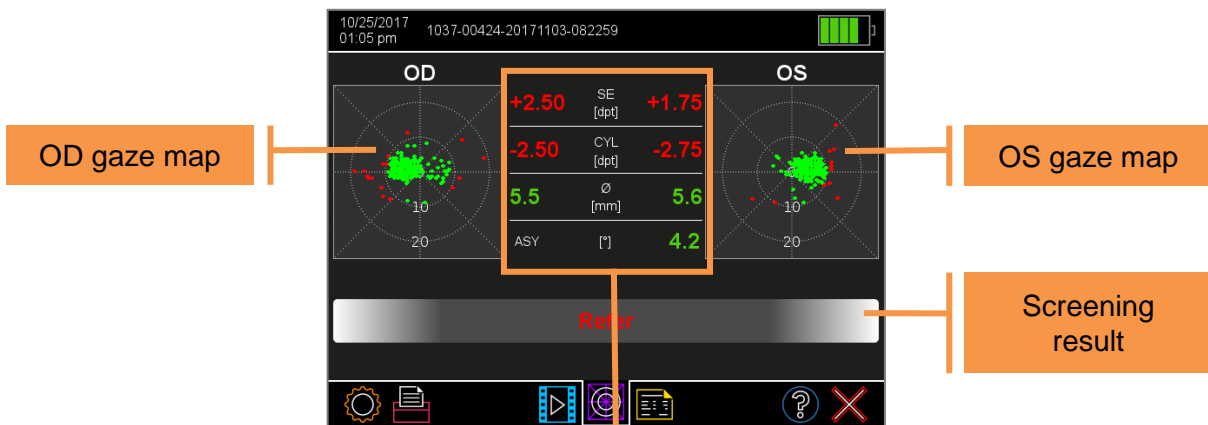 10/25/2017
01:05 pm
1037-00424-20171103-082259
OD
OS
+2.50 SE [dpt] +1.75
-2.50 CYL [dpt] -2.75
5.5 Ø [mm] 5.6
ASY [°] 4.2
10
20
10
20
Refer
OD gaze map
OS gaze map
Screening
result
?